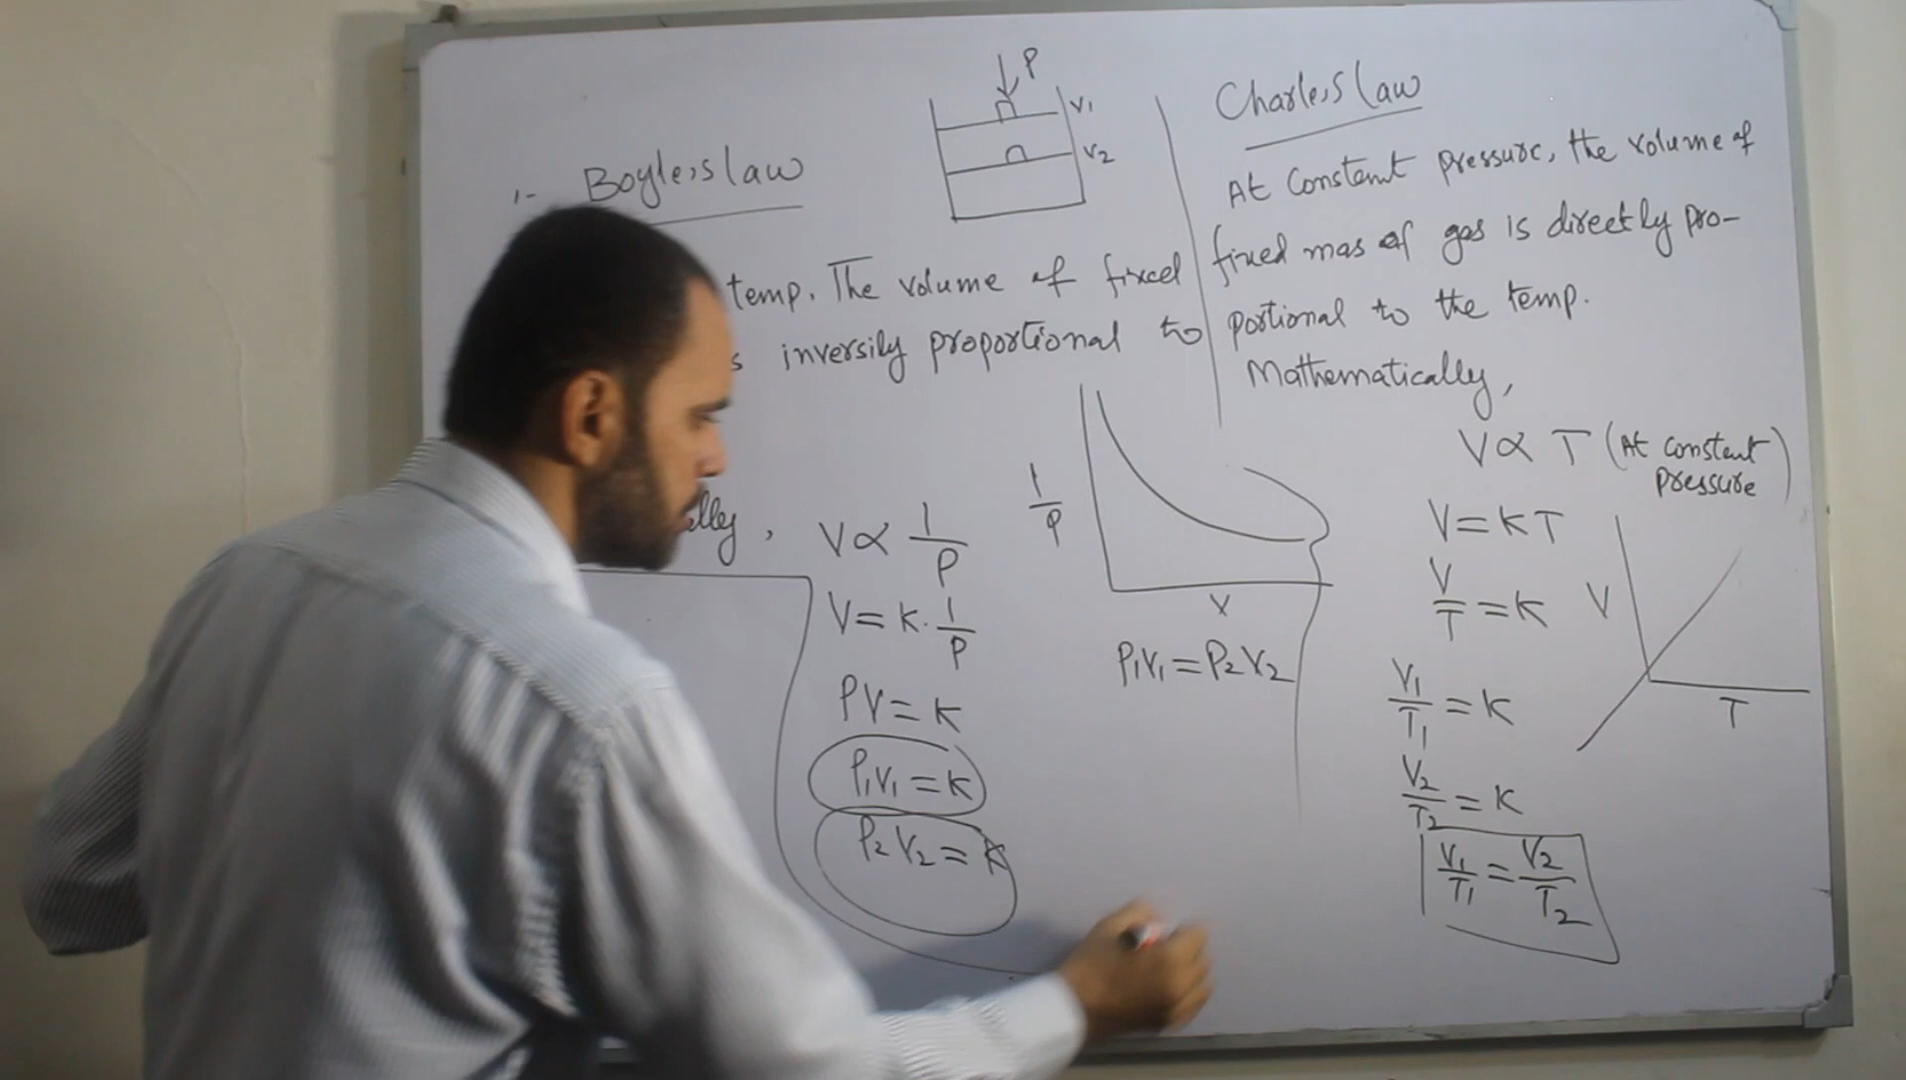 1- Boyle,s law
temp. The volume of fixed
s inversily proportional to
lly, V∝ 1/P
V=K.1/P
PV=K
P₁V₁=K
P₂V₂=K
P
V₁
V₂
1/P
V
P₁V₁=P₂V₂
Charle,s law
At Constant pressure, the volume of
fixed mas of gas is directly pro-
portional to the temp.
Mathematically,
V∝ T (At constant
pressure)
V=KT
V/T=K
V₁/T₁=K
V₂/T₂=K
V₁/T₁=V₂/T₂
V
T